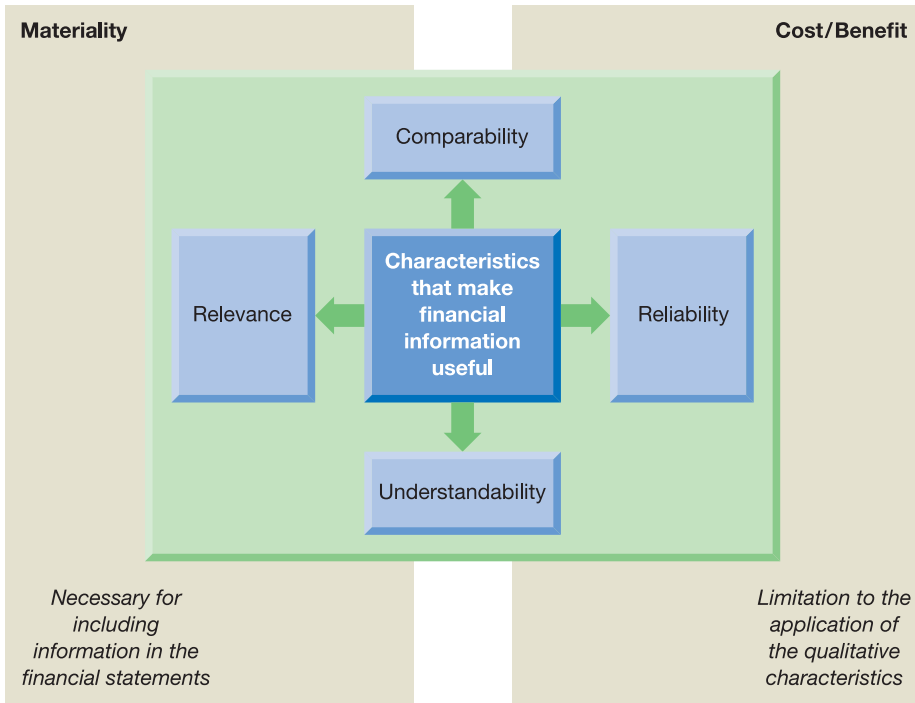 Materiality
Cost/Benefit
Comparability
Relevance
Characteristics
that make
financial
information
useful
Reliability
Understandability
Necessary for
including
information in the
financial statements
Limitation to the
application of
the qualitative
characteristics